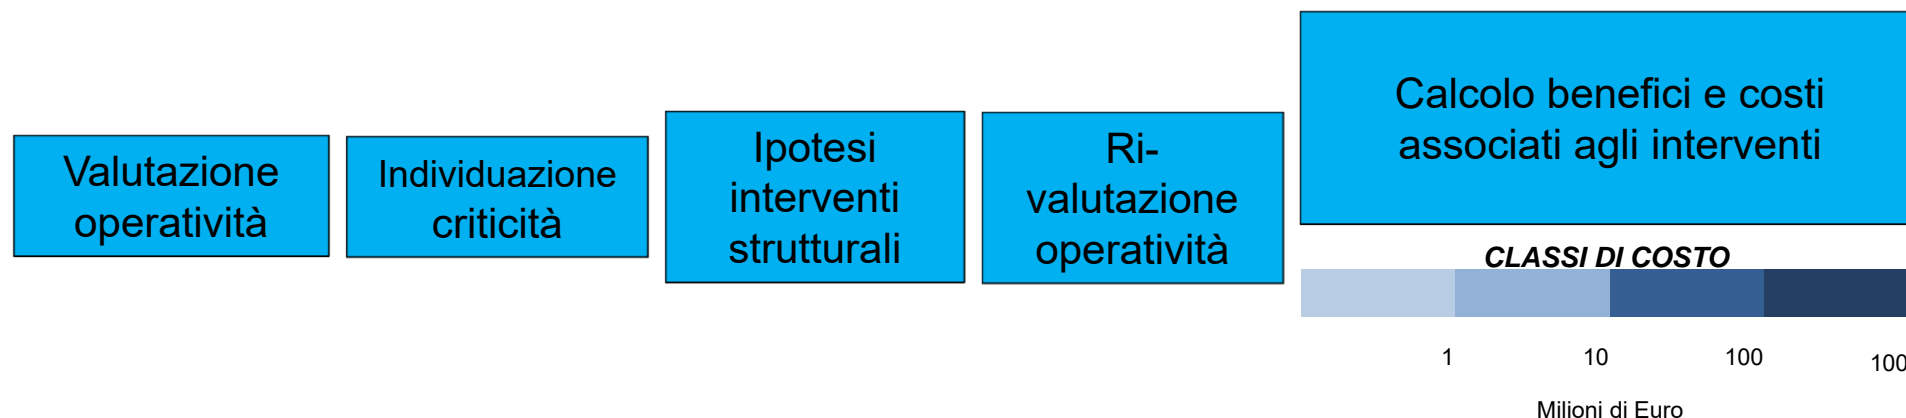 Valutazione
operatività
Individuazione
criticità
Ipotesi
interventi
strutturali
Ri-
valutazione
operatività
Calcolo benefici e costi
associati agli interventi
CLASSI DI COSTO
1
10
100
100
Milioni di Euro